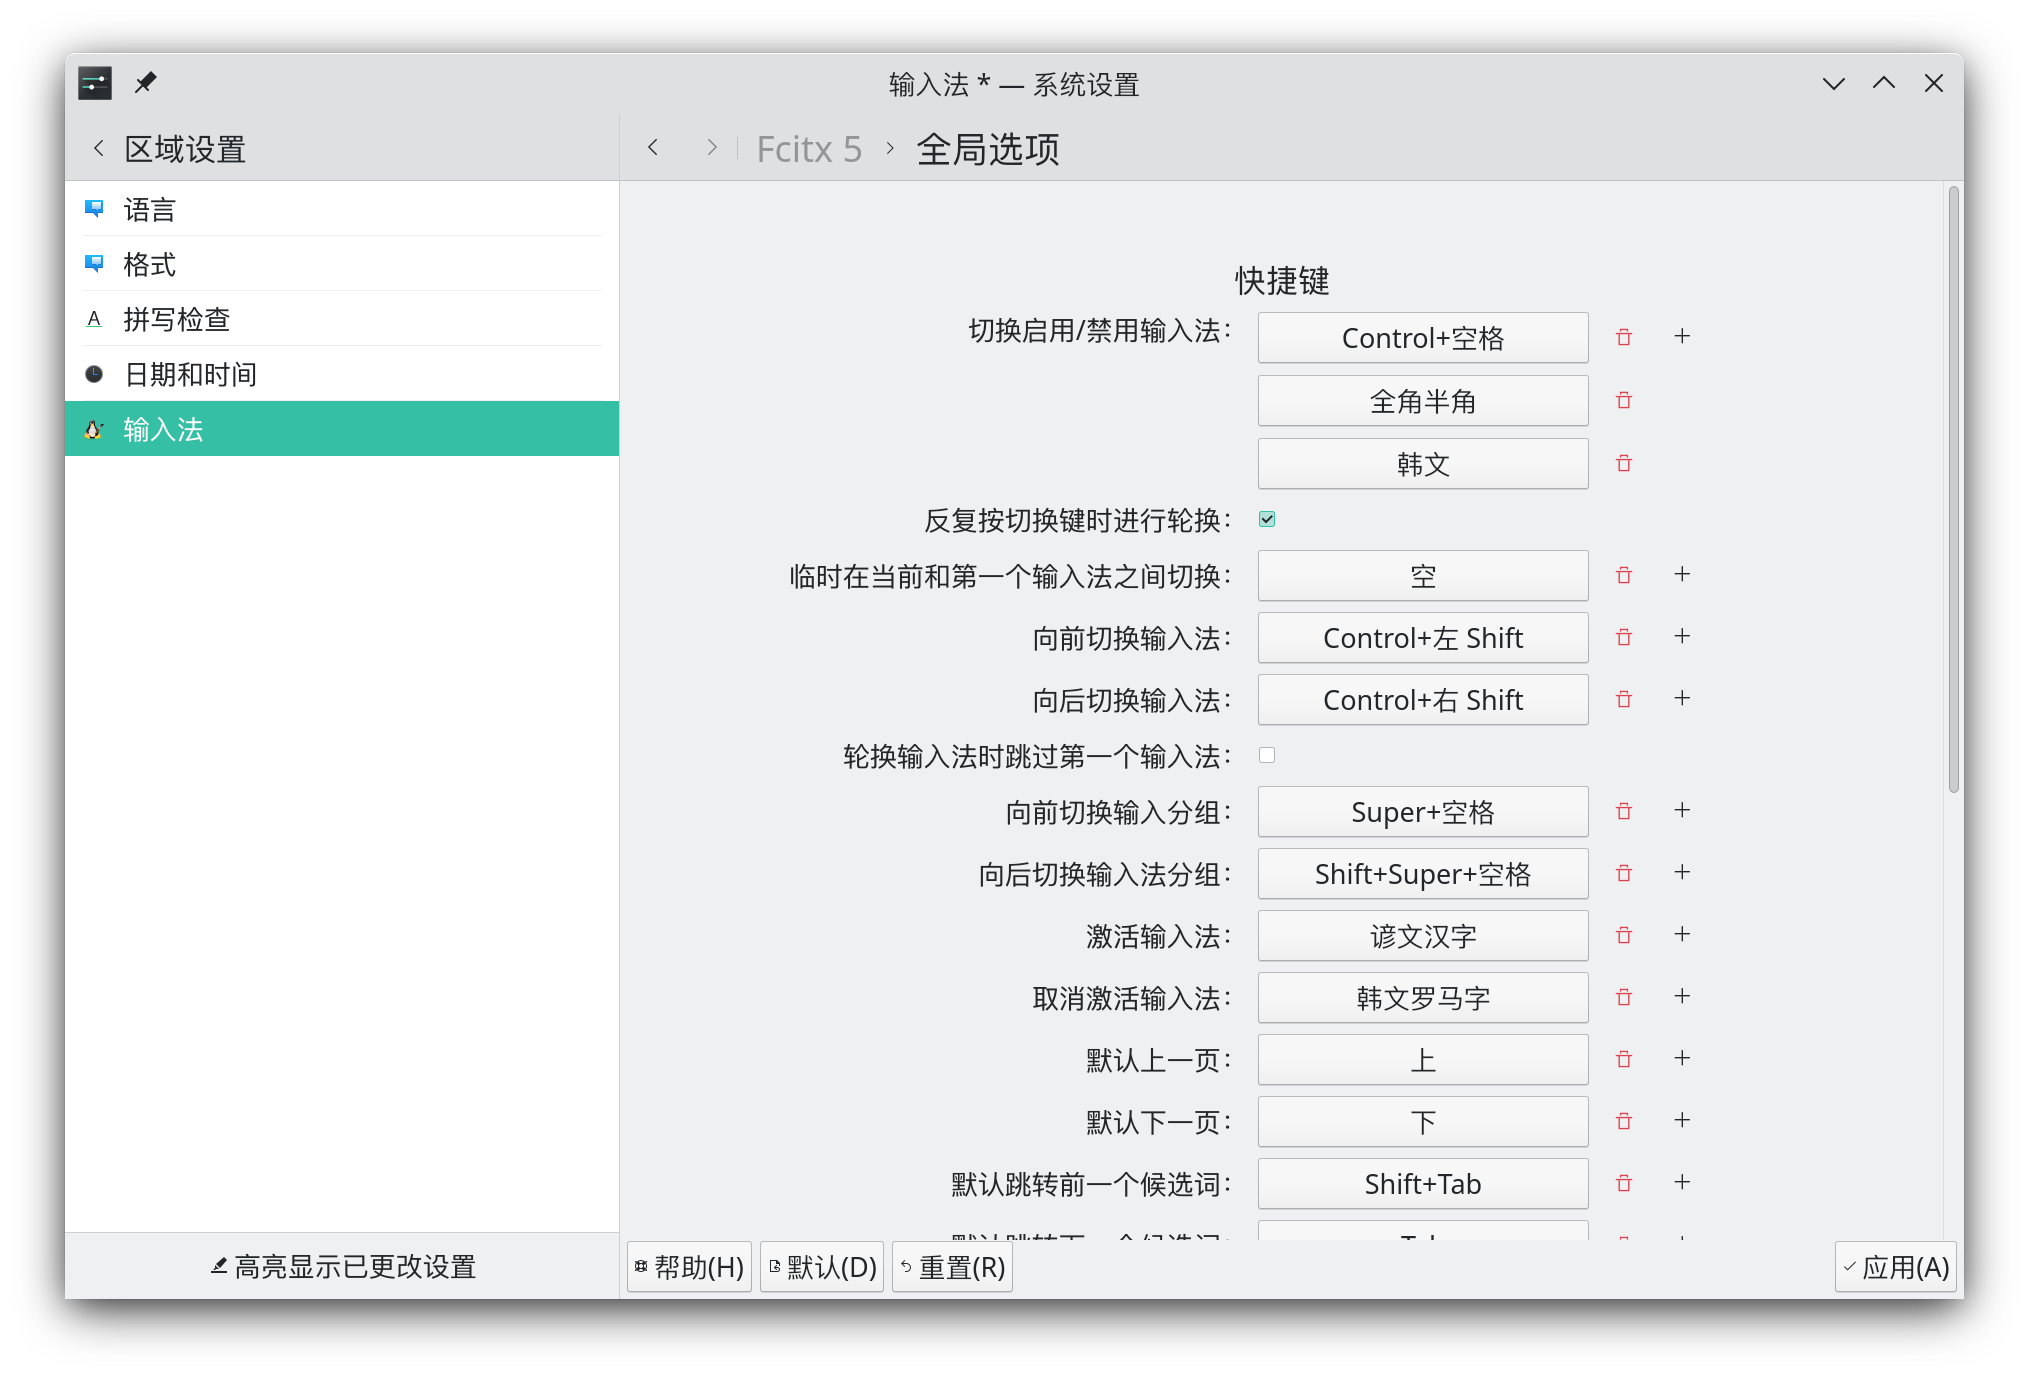 输入法 * — 系统设置
区域设置
Fcitx 5 › 全局选项
语言
格式
拼写检查
日期和时间
输入法
高亮显示已更改设置
快捷键
切换启用/禁用输入法: Control+空格
全角半角
韩文
反复按切换键时进行轮换:
临时在当前和第一个输入法之间切换: 空
向前切换输入法: Control+左 Shift
向后切换输入法: Control+右 Shift
轮换输入法时跳过第一个输入法:
向前切换输入分组: Super+空格
向后切换输入法分组: Shift+Super+空格
激活输入法: 谚文汉字
取消激活输入法: 韩文罗马字
默认上一页: 上
默认下一页: 下
默认跳转前一个候选词: Shift+Tab
帮助(H) 默认(D) 重置(R) 应用(A)